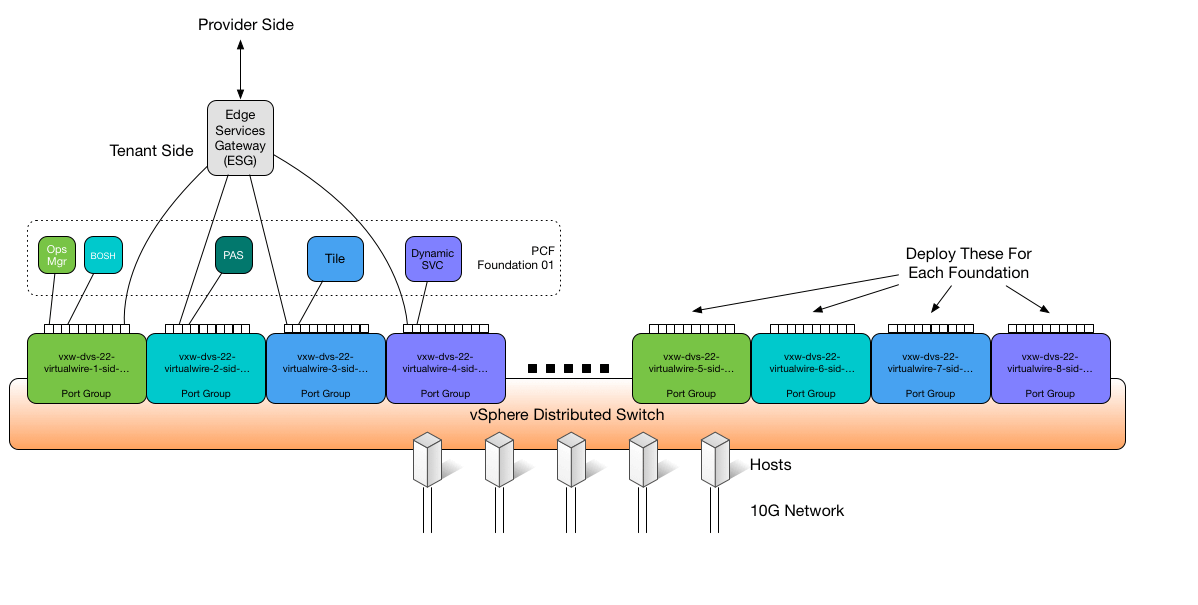 Provider Side
Edge
Services
Gateway
(ESG)
Tenant Side
Ops
Mgr
BOSH
PAS
Tile
Dynamic
SVC
PCF
Foundation 01
Deploy These For
Each Foundation
vxw-dvs-22-
virtualwire-1-sid-...
Port Group
vxw-dvs-22-
virtualwire-2-sid-...
Port Group
vxw-dvs-22-
virtualwire-3-sid-...
Port Group
vxw-dvs-22-
virtualwire-4-sid-...
Port Group
vxw-dvs-22-
virtualwire-5-sid-...
Port Group
vxw-dvs-22-
virtualwire-6-sid-...
Port Group
vxw-dvs-22-
virtualwire-7-sid-...
Port Group
vxw-dvs-22-
virtualwire-8-sid-...
Port Group
vSphere Distributed Switch
Hosts
10G Network